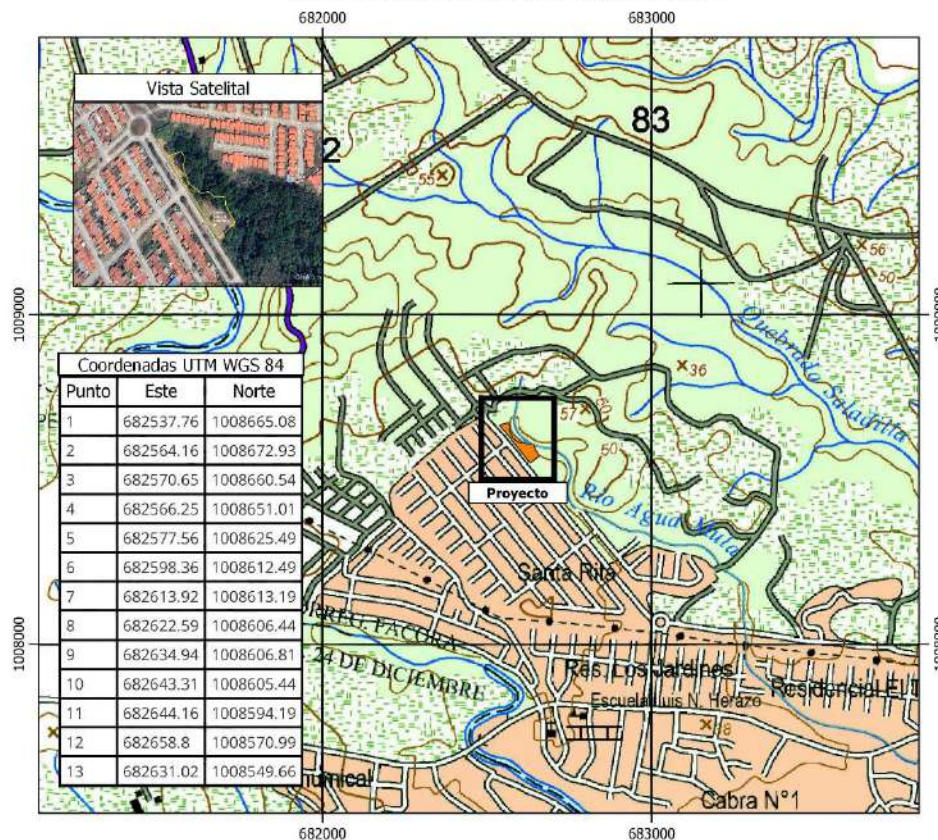 682000
683000
Vista Satelital
83
2
55
56
50
1009000
Quebrada Saladilla
Coordenadas UTM WGS 84
Punto Este Norte
1 682537.76 1008665.08
2 682564.16 1008672.93
3 682570.65 1008660.54
4 682566.25 1008651.01
5 682577.56 1008625.49
6 682598.36 1008612.49
7 682613.92 1008613.19
8 682622.59 1008606.44
9 682634.94 1008606.81
10 682643.31 1008605.44
11 682644.16 1008594.19
12 682658.8 1008570.99
13 682631.02 1008549.66
36
57
60
50
Proyecto
Río Agua Mula
Santa Rita
1008000
RREG. PACORA
24 DE DICIEMBRE
Res. Los Jardines
Residencial El T
Escuela Luis N. Herazo
18
Cabra N°1
682000
683000